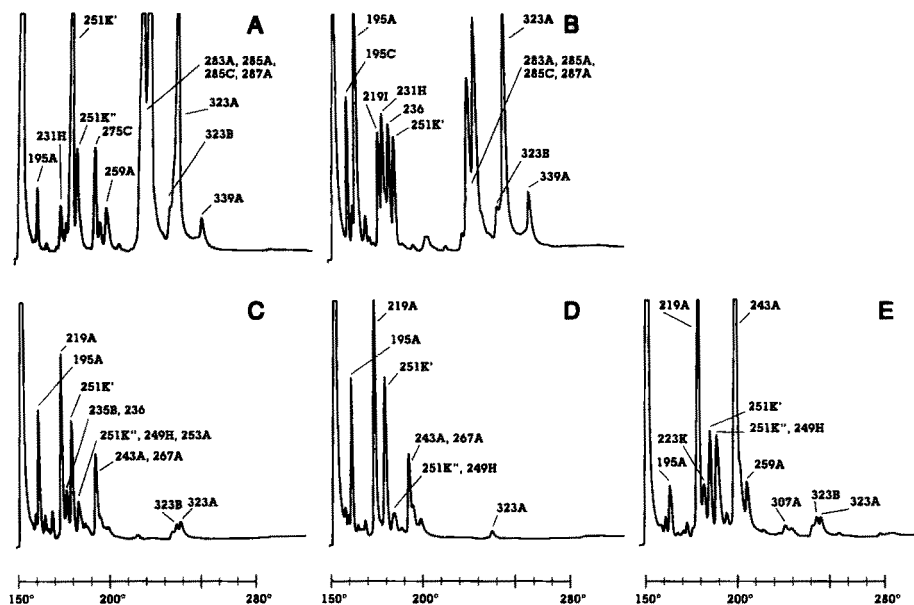 A
251K'
283A, 285A,
285C, 287A
323A
231H
251K"
275C
323B
195A
259A
339A
B
195A
323A
195C
283A, 285A,
285C, 287A
219I
231H
236
251K'
323B
339A
C
219A
195A
251K'
235B, 236
251K", 249H, 253A
243A, 267A
323B
323A
D
219A
195A
251K'
243A, 267A
251K", 249H
323A
E
219A
243A
251K'
223K
251K", 249H
195A
259A
307A
323B
323A
150°
200°
280°
150°
200°
280°
150°
200°
280°